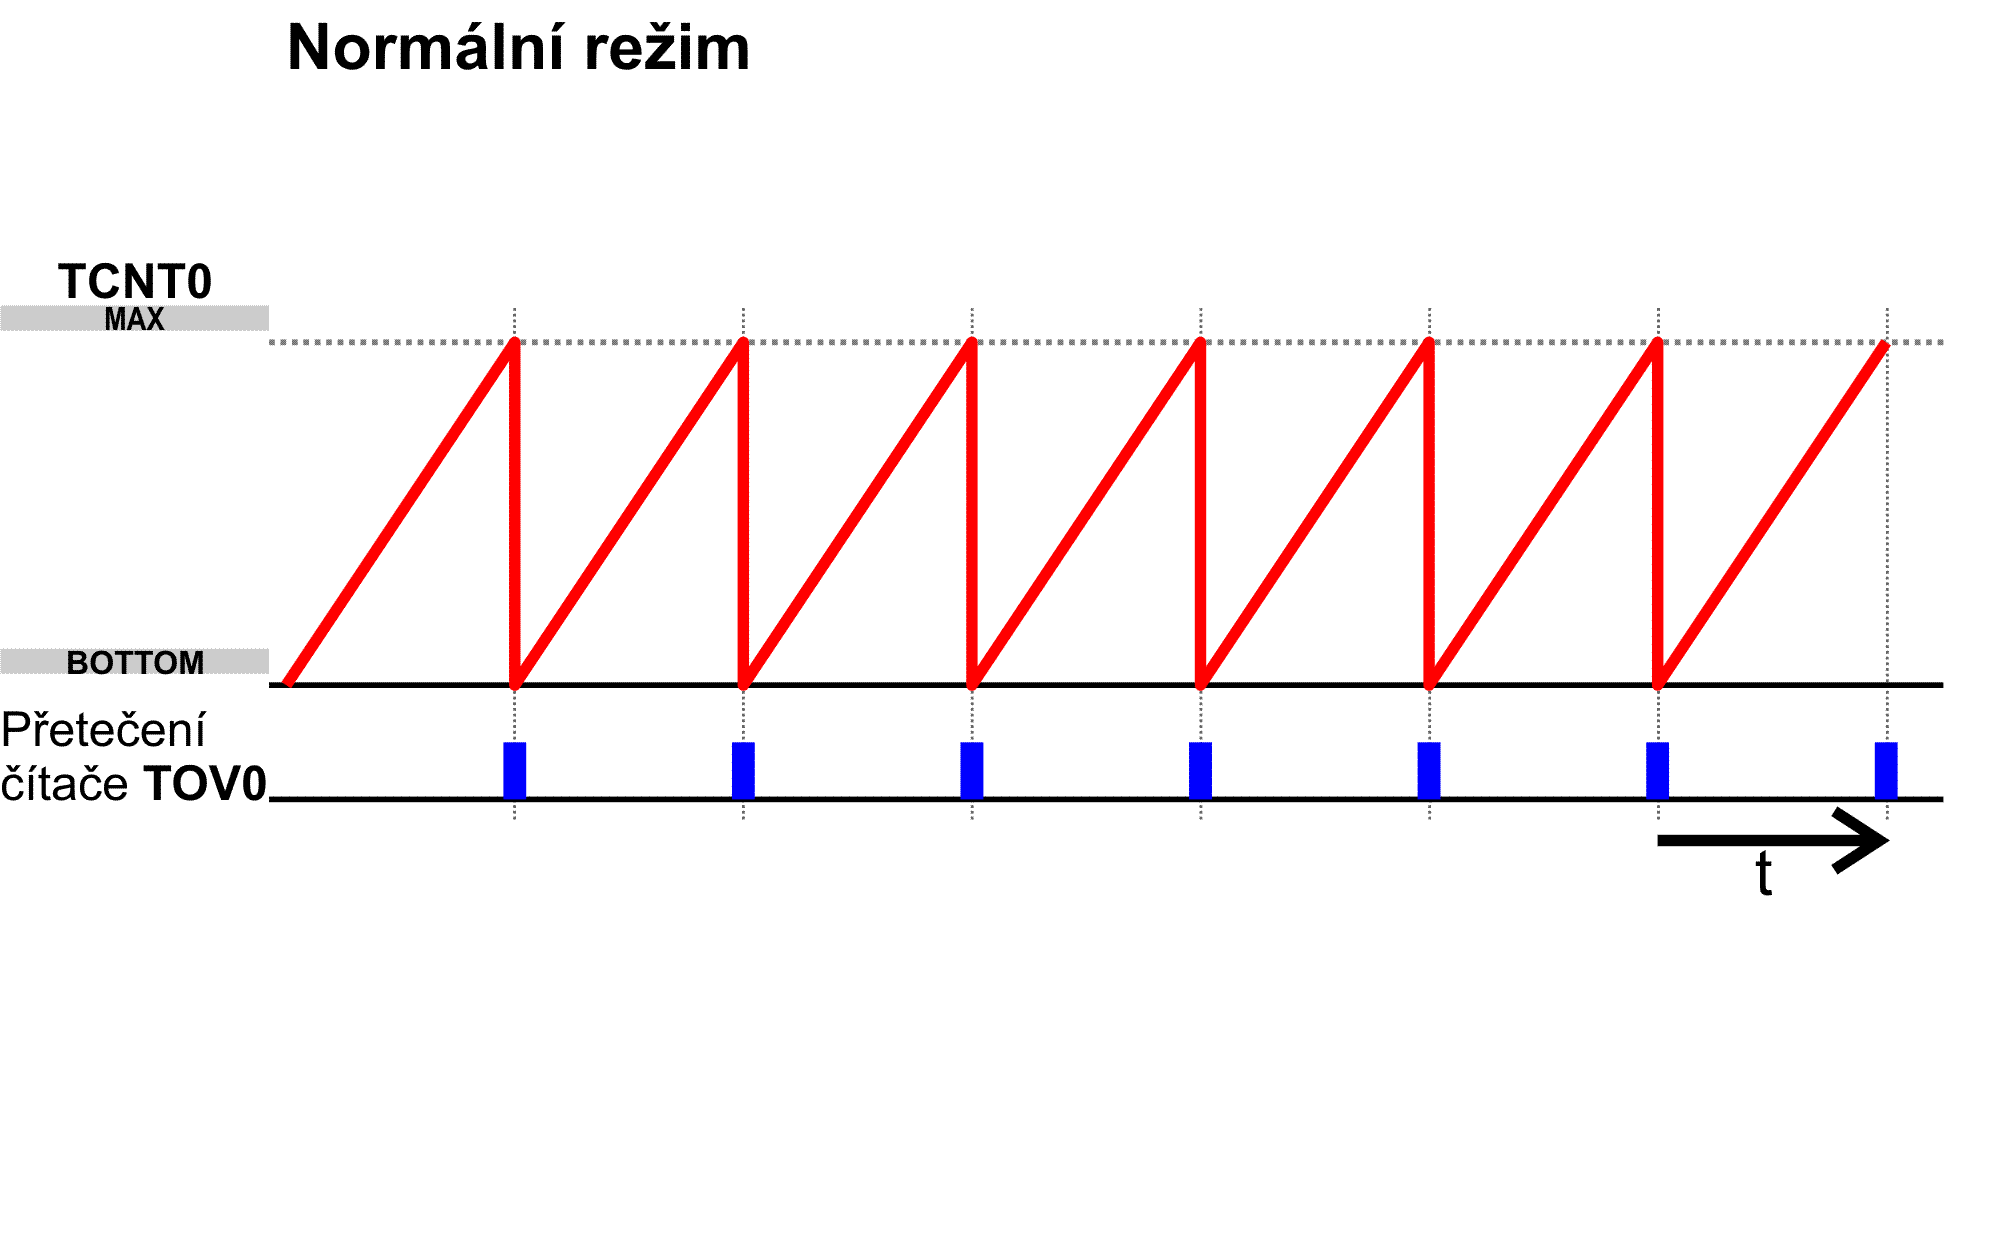 Normální režim
TCNT0
MAX
BOTTOM
Přetečení
čítače TOV0
t